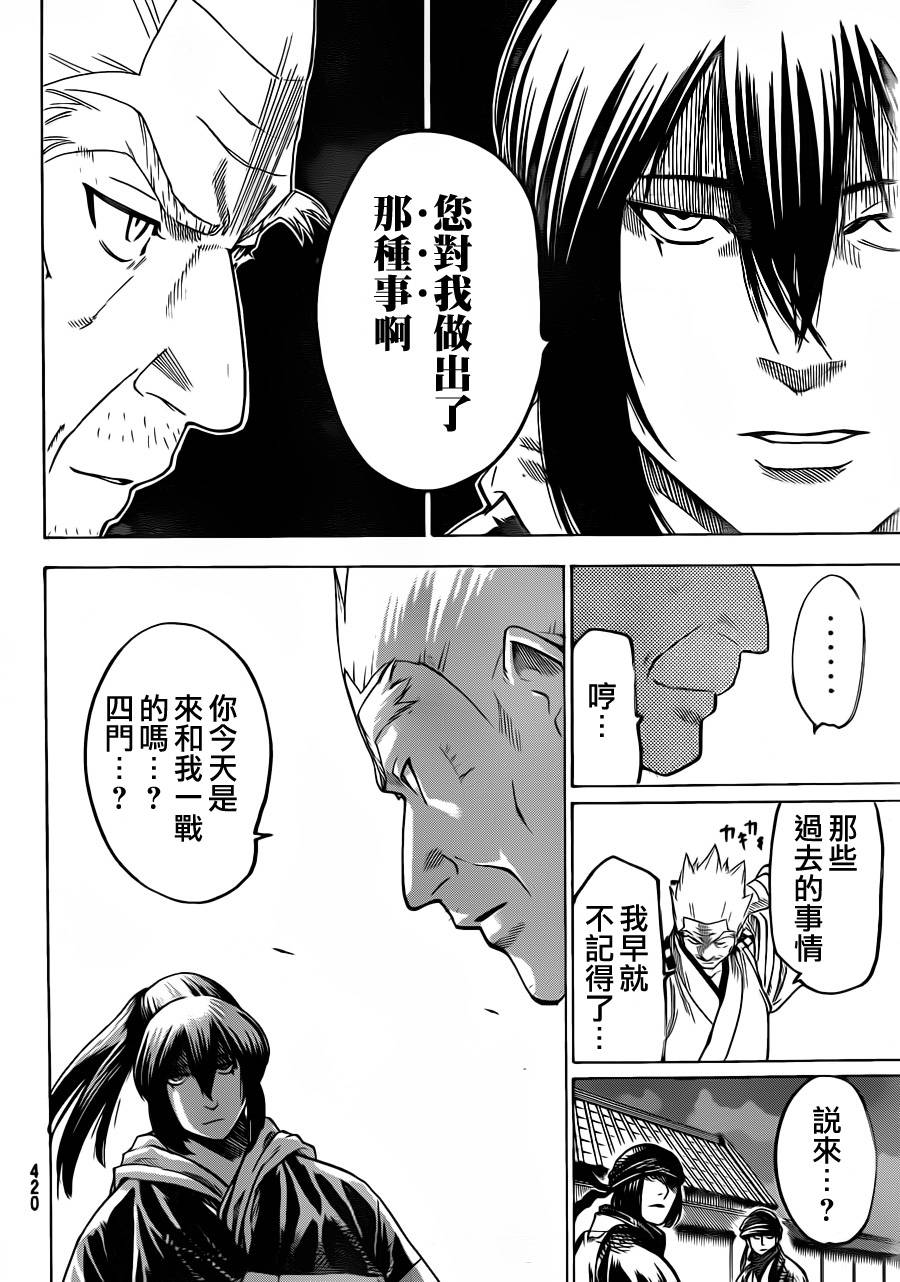 您對我做出了
那種事啊
‥‥‥
哼…
那些
過去的事情
カキカキ
我早就
不記得了…
説來…?
你今天是
來和我一戰
的嗎…?
四門…?
420